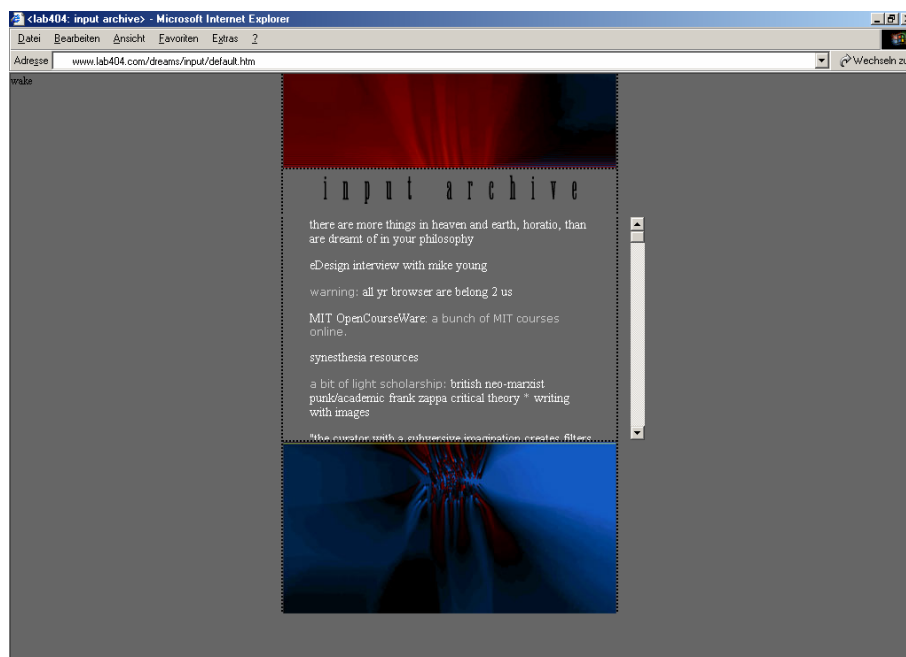 <lab404: input archive> - Microsoft Internet Explorer
Datei Bearbeiten Ansicht Favoriten Extras ?
Adresse www.lab404.com/dreams/input/default.htm Wechseln zu
wake
input archive
there are more things in heaven and earth, horatio, than
are dreamt of in your philosophy
eDesign interview with mike young
warning: all yr browser are belong 2 us
MIT OpenCourseWare: a bunch of MIT courses
online.
synesthesia resources
a bit of light scholarship: british neo-marxist
punk/academic frank zappa critical theory * writing
with images
"the curator with a subversive imagination creates filters